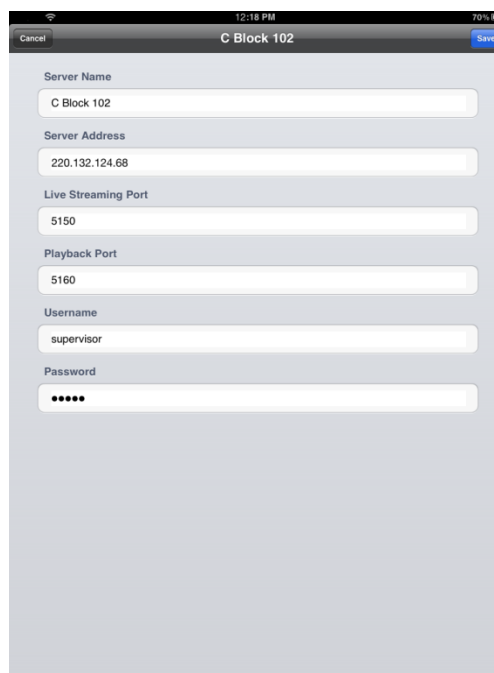 12:18 PM
70%
Cancel
C Block 102
Save
Server Name
C Block 102
Server Address
220.132.124.68
Live Streaming Port
5150
Playback Port
5160
Username
supervisor
Password
•••••